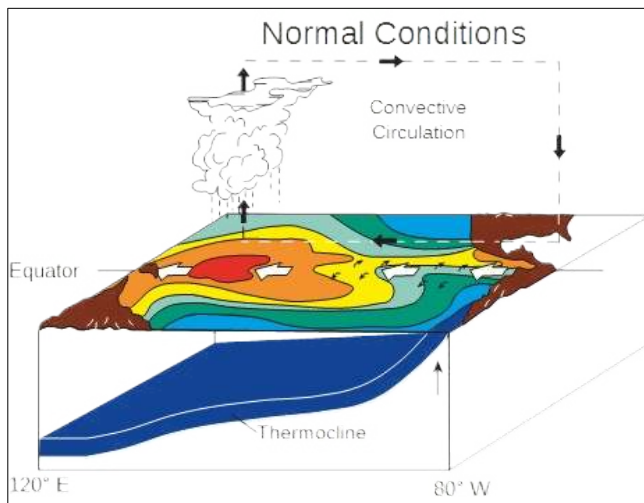 Normal Conditions
Convective
Circulation
Equator
Thermocline
120° E
80° W